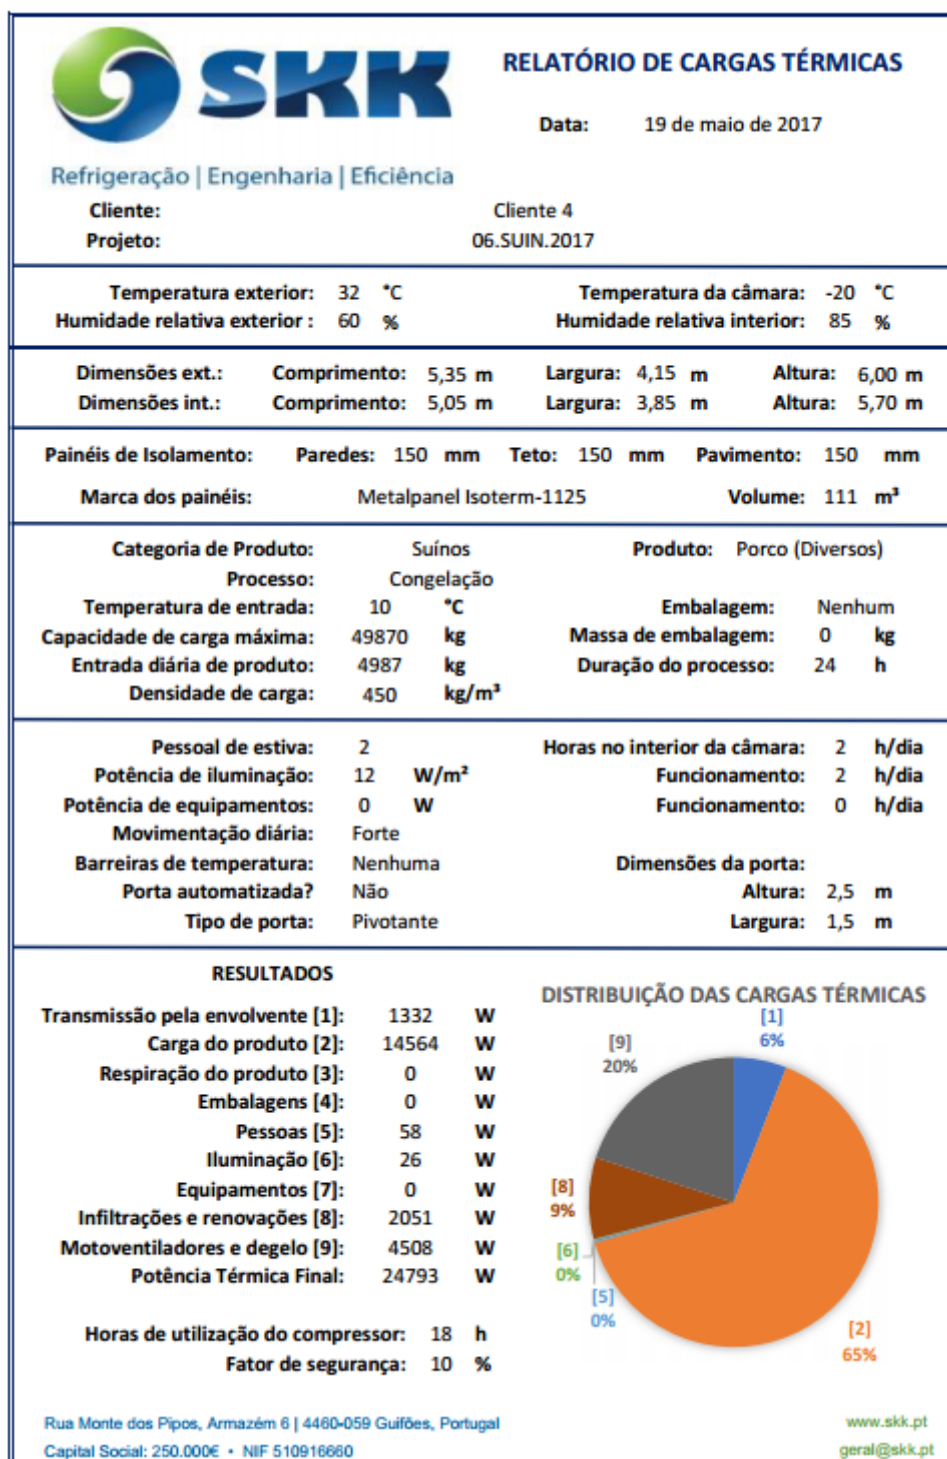 SKK
RELATÓRIO DE CARGAS TÉRMICAS
Data: 19 de maio de 2017
Refrigeração | Engenharia | Eficiência
Cliente: Cliente 4
Projeto: 06.SUIN.2017
Temperatura exterior: 32 °C Temperatura da câmara: -20 °C
Humidade relativa exterior : 60 % Humidade relativa interior: 85 %
Dimensões ext.: Comprimento: 5,35 m Largura: 4,15 m Altura: 6,00 m
Dimensões int.: Comprimento: 5,05 m Largura: 3,85 m Altura: 5,70 m
Painéis de Isolamento: Paredes: 150 mm Teto: 150 mm Pavimento: 150 mm
Marca dos painéis: Metalpanel Isoterm-1125 Volume: 111 m³
Categoria de Produto: Suínos Produto: Porco (Diversos)
Processo: Congelação
Temperatura de entrada: 10 °C Embalagem: Nenhum
Capacidade de carga máxima: 49870 kg Massa de embalagem: 0 kg
Entrada diária de produto: 4987 kg Duração do processo: 24 h
Densidade de carga: 450 kg/m³
Pessoal de estiva: 2 Horas no interior da câmara: 2 h/dia
Potência de iluminação: 12 W/m² Funcionamento: 2 h/dia
Potência de equipamentos: 0 W Funcionamento: 0 h/dia
Movimentação diária: Forte
Barreiras de temperatura: Nenhuma Dimensões da porta:
Porta automatizada? Não Altura: 2,5 m
Tipo de porta: Pivotante Largura: 1,5 m
RESULTADOS
Transmissão pela envolvente [1]: 1332 W
Carga do produto [2]: 14564 W
Respiração do produto [3]: 0 W
Embalagens [4]: 0 W
Pessoas [5]: 58 W
Iluminação [6]: 26 W
Equipamentos [7]: 0 W
Infiltrações e renovações [8]: 2051 W
Motoventiladores e degelo [9]: 4508 W
Potência Térmica Final: 24793 W
Horas de utilização do compressor: 18 h
Fator de segurança: 10 %
DISTRIBUIÇÃO DAS CARGAS TÉRMICAS
[1]
6%
[9]
20%
[8]
9%
[6]
0%
[5]
0%
[2]
65%
Rua Monte dos Pipos, Armazém 6 | 4460-059 Guifões, Portugal www.skk.pt
Capital Social: 250.000€ • NIF 510916660 geral@skk.pt